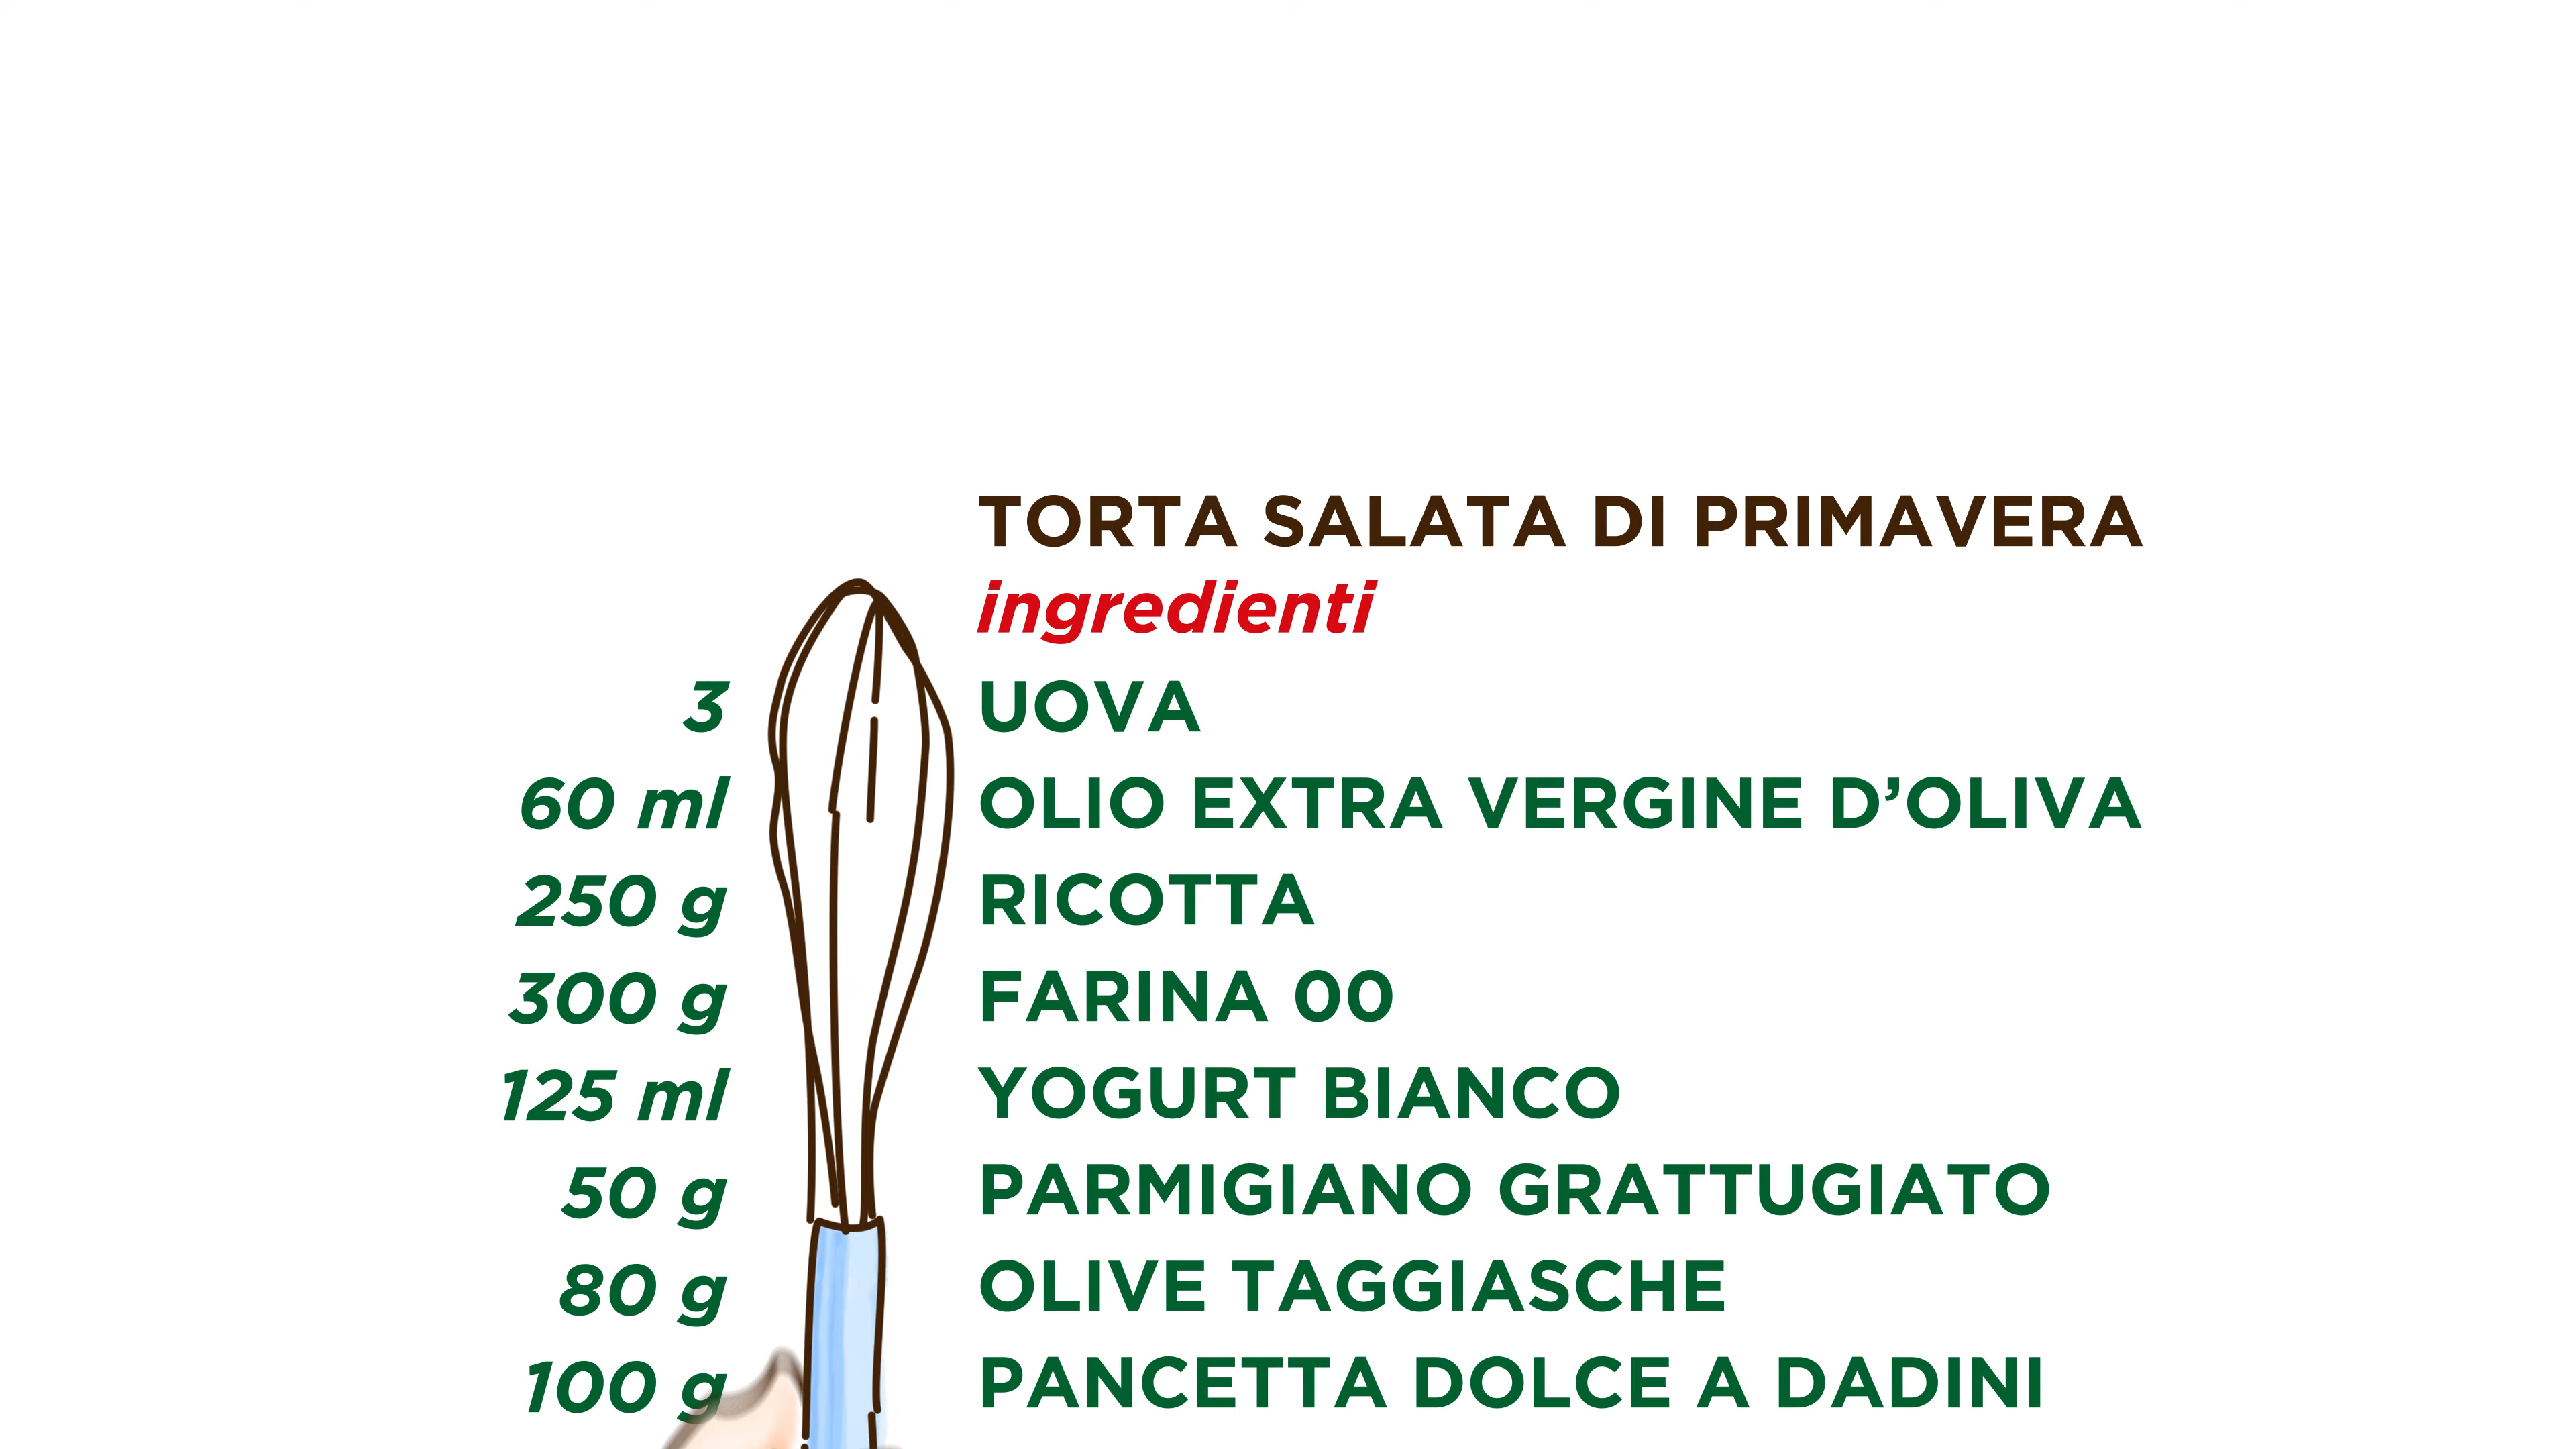 TORTA SALATA DI PRIMAVERA
ingredienti
3 UOVA
60 ml OLIO EXTRA VERGINE D’OLIVA
250 g RICOTTA
300 g FARINA 00
125 ml YOGURT BIANCO
50 g PARMIGIANO GRATTUGIATO
80 g OLIVE TAGGIASCHE
100 g PANCETTA DOLCE A DADINI